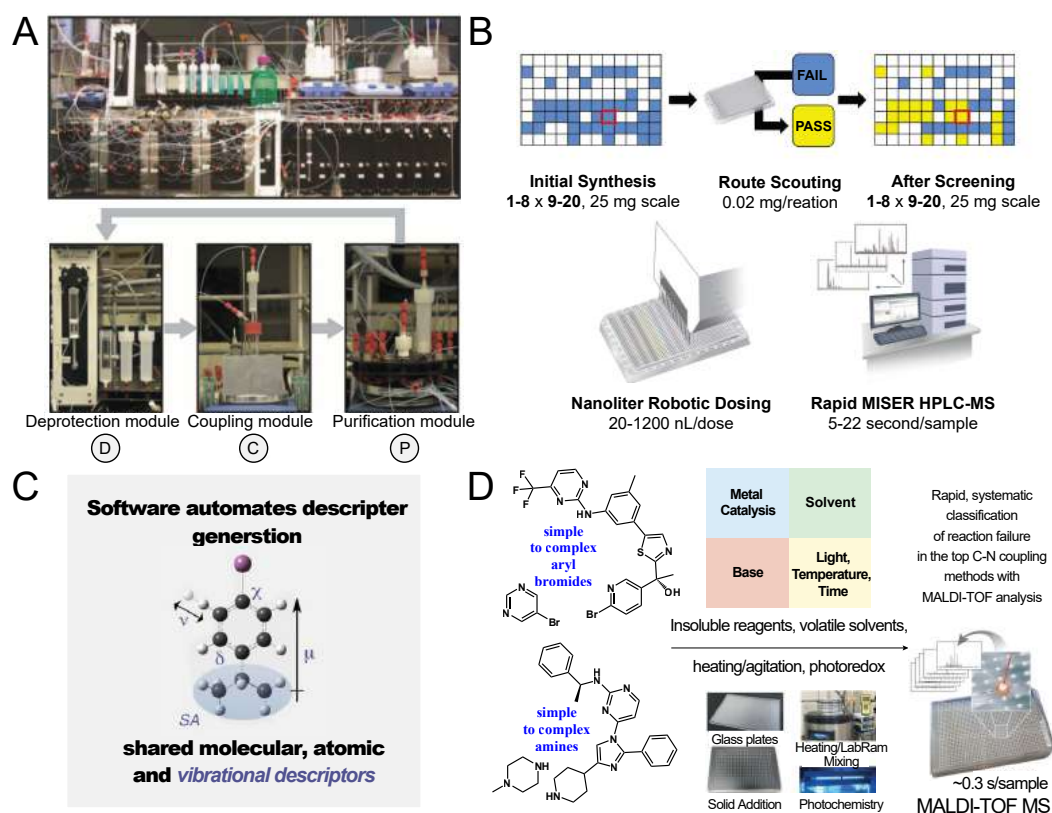 A
Deprotection module
D
Coupling module
C
Purification module
P
B
FAIL
PASS
Initial Synthesis
1-8 x 9-20, 25 mg scale
Route Scouting
0.02 mg/reation
After Screening
1-8 x 9-20, 25 mg scale
Nanoliter Robotic Dosing
20-1200 nL/dose
Rapid MISER HPLC-MS
5-22 second/sample
C
Software automates descripter
generstion
χ
ν
δ
μ
SA
shared molecular, atomic
and vibrational descriptors
D
F
F
F
N
N
NH
S
N
N
OH
Br
simple
to complex
aryl
bromides
N
N
Br
H
N
N
N
N
N
simple
to complex
amines
NH
N
HN
Metal
Catalysis
Solvent
Base
Light,
Temperature,
Time
Insoluble reagents, volatile solvents,
heating/agitation, photoredox
Glass plates
Heating/LabRam
Mixing
Solid Addition
Photochemistry
Rapid, systematic
classification
of reaction failure
in the top C-N coupling
methods with
MALDI-TOF analysis
~0.3 s/sample
MALDI-TOF MS